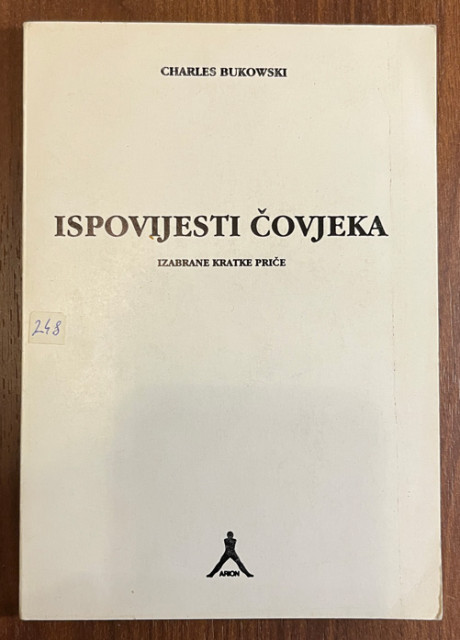 CHARLES BUKOWSKI
ISPOVIJESTI ČOVJEKA
IZABRANE KRATKE PRIČE
248
ARION